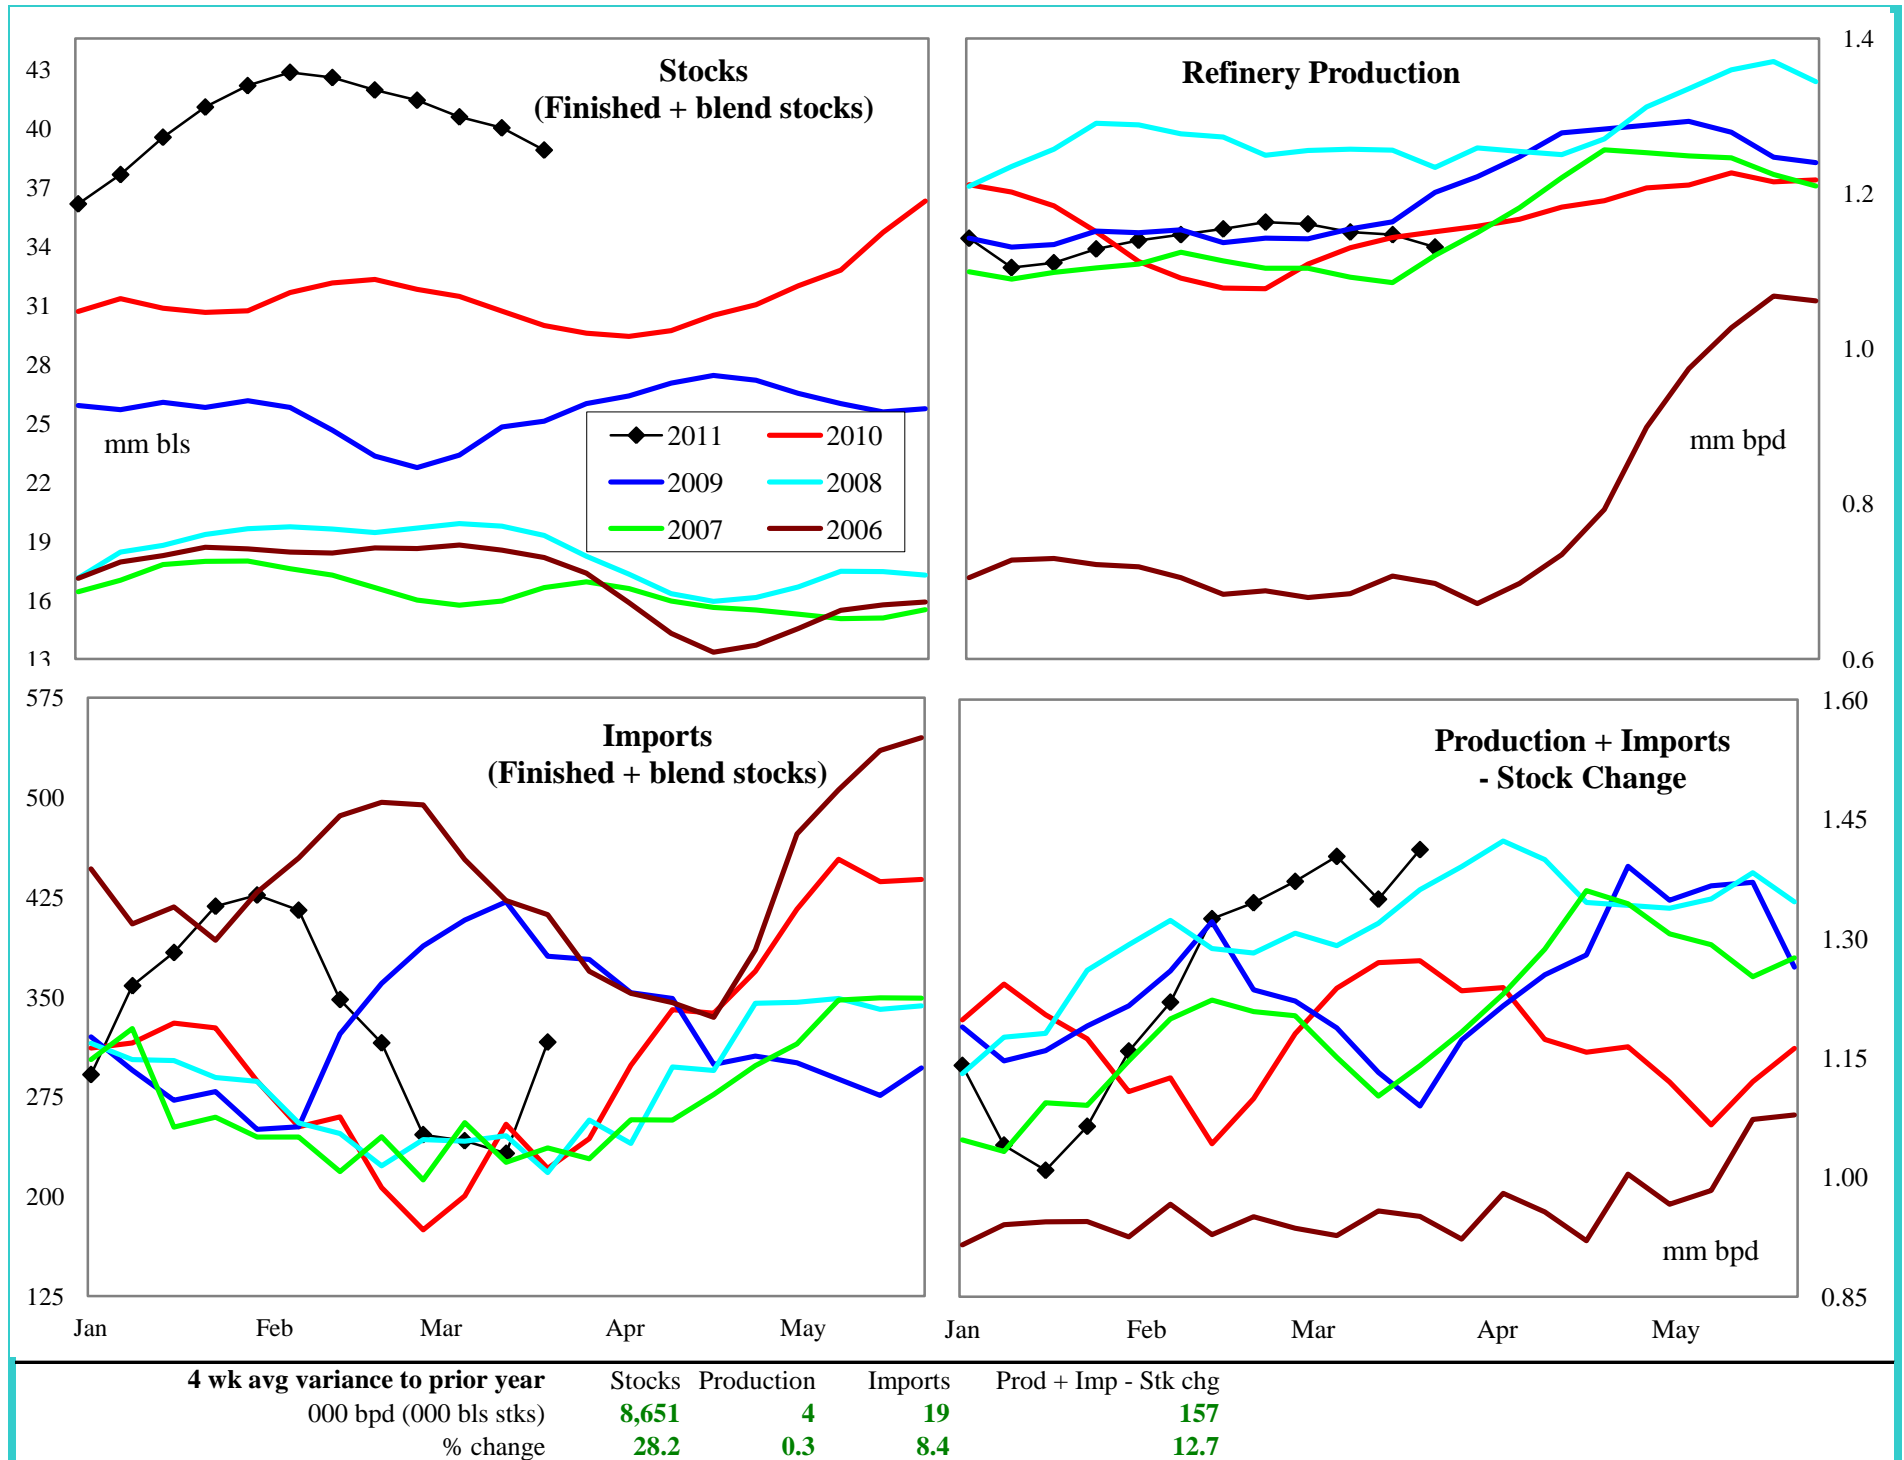 Stocks
(Finished + blend stocks)
43
40
37
34
31
28
25
22
19
16
13
mm bls
2011 2010
2009 2008
2007 2006
Refinery Production
1.4
1.2
1.0
0.8
0.6
mm bpd
Imports
(Finished + blend stocks)
575
500
425
350
275
200
125
Jan Feb Mar Apr May
Production + Imports
- Stock Change
1.60
1.45
1.30
1.15
1.00
0.85
mm bpd
Jan Feb Mar Apr May
4 wk avg variance to prior year Stocks Production Imports Prod + Imp - Stk chg
000 bpd (000 bls stks) 8,651 4 19 157
% change 28.2 0.3 8.4 12.7